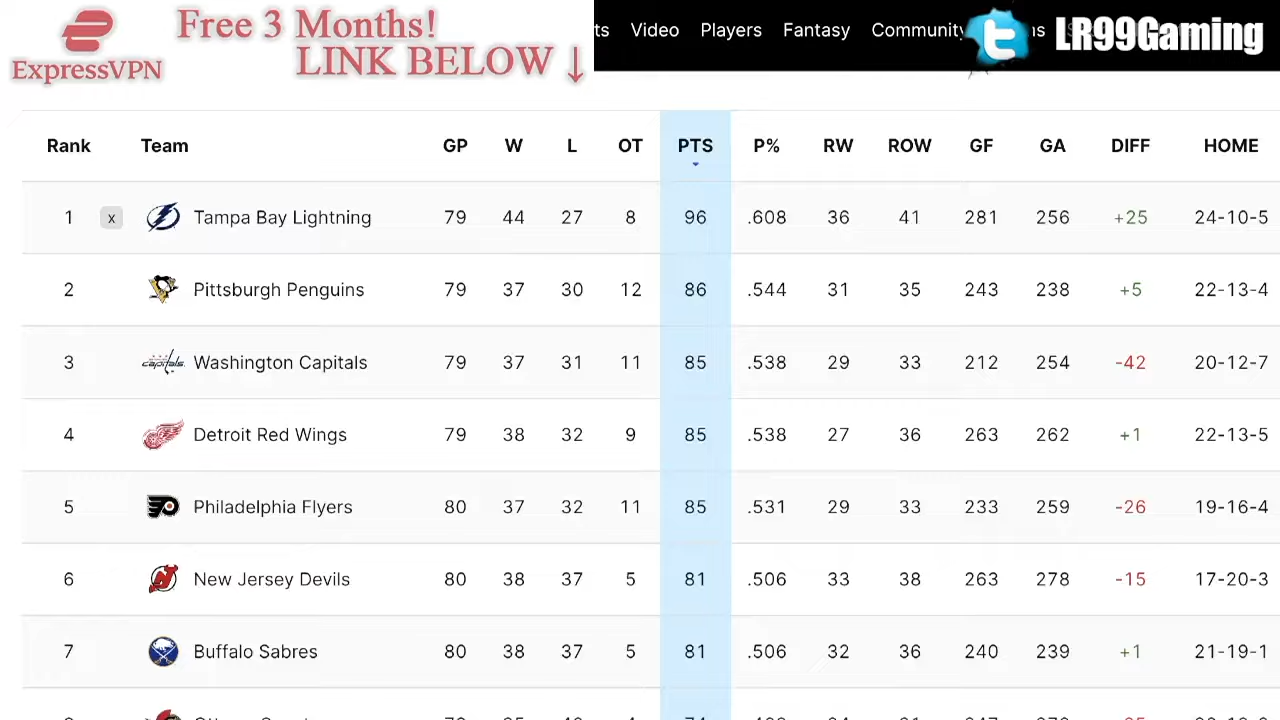 Free 3 Months!
LINK BELOW ↓
ExpressVPN
ts Video Players Fantasy Community
LR99Gaming
Rank Team GP W L OT PTS P% RW ROW GF GA DIFF HOME
1 x Tampa Bay Lightning 79 44 27 8 96 .608 36 41 281 256 +25 24-10-5
2 Pittsburgh Penguins 79 37 30 12 86 .544 31 35 243 238 +5 22-13-4
3 capitals Washington Capitals 79 37 31 11 85 .538 29 33 212 254 -42 20-12-7
4 Detroit Red Wings 79 38 32 9 85 .538 27 36 263 262 +1 22-13-5
5 Philadelphia Flyers 80 37 32 11 85 .531 29 33 233 259 -26 19-16-4
6 New Jersey Devils 80 38 37 5 81 .506 33 38 263 278 -15 17-20-3
7 Buffalo Sabres 80 38 37 5 81 .506 32 36 240 239 +1 21-19-1